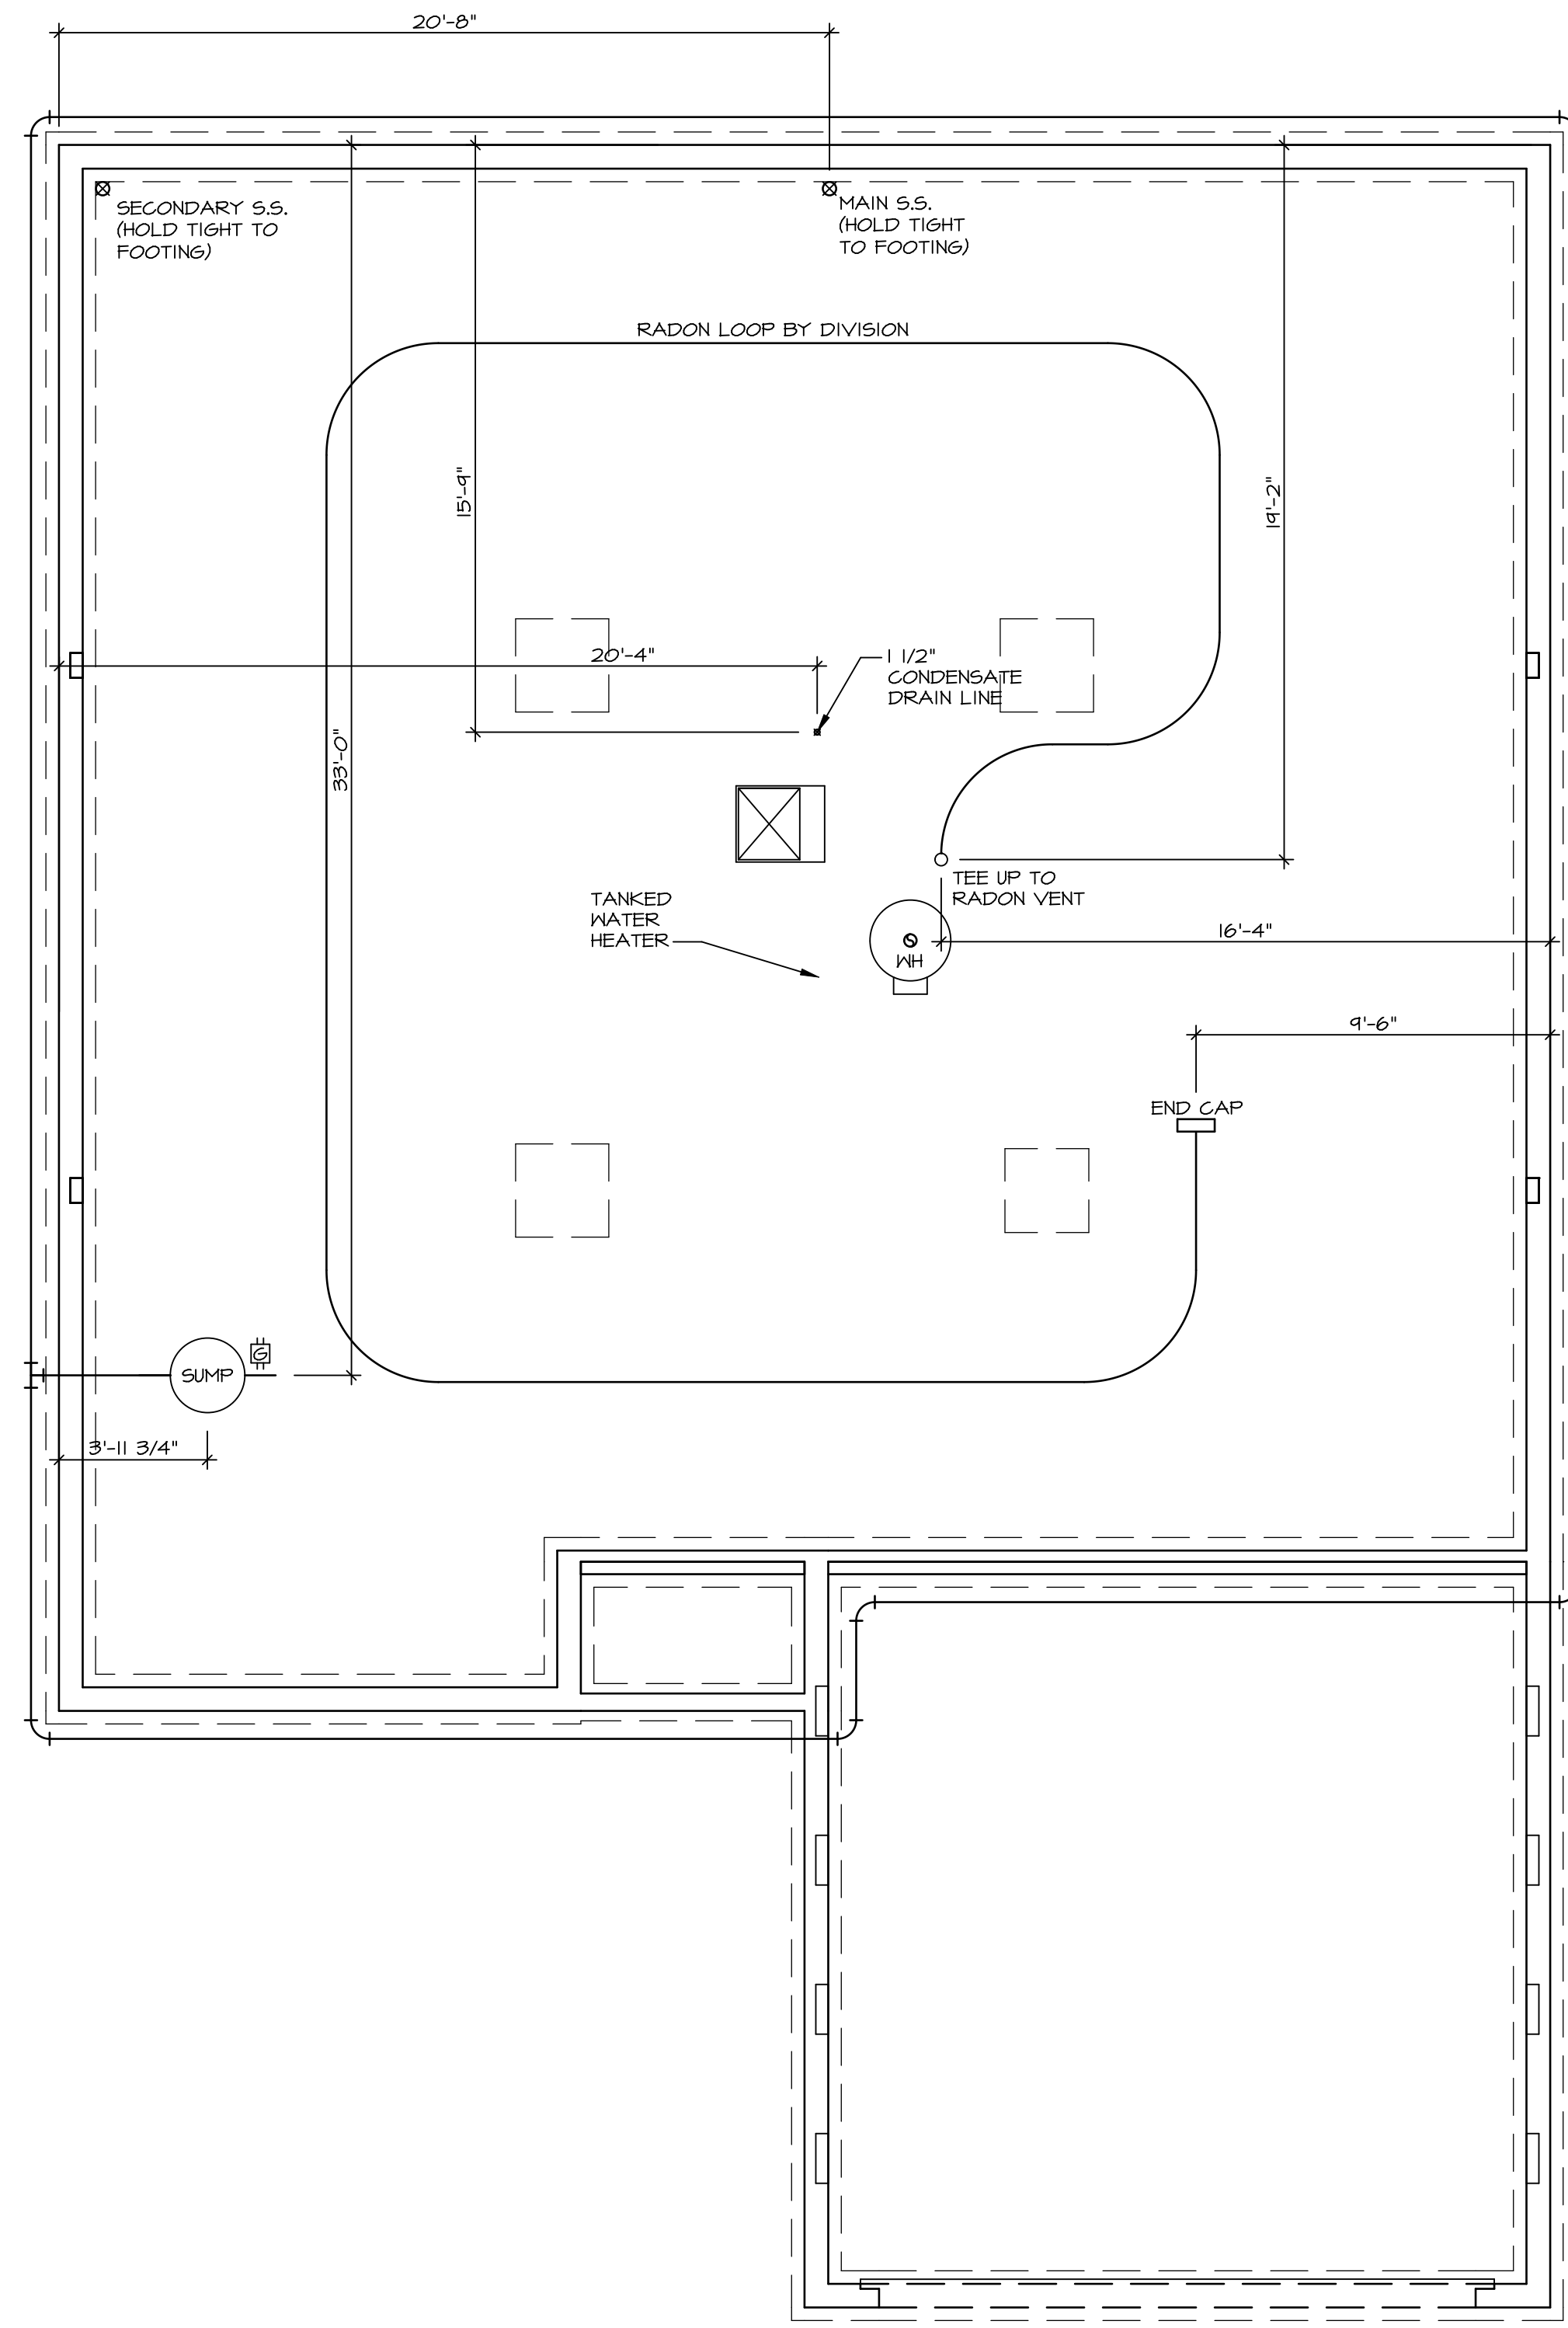 20'-8"
SECONDARY S.S.
(HOLD TIGHT TO
FOOTING)
MAIN S.S.
(HOLD TIGHT
TO FOOTING)
RADON LOOP BY DIVISION
15'-9"
19'-2"
20'-4"
1 1/2"
CONDENSATE
DRAIN LINE
33'-0"
TEE UP TO
RADON VENT
TANKED
WATER
HEATER
WH
16'-4"
9'-6"
END CAP
G
SUMP
3'-11 3/4"